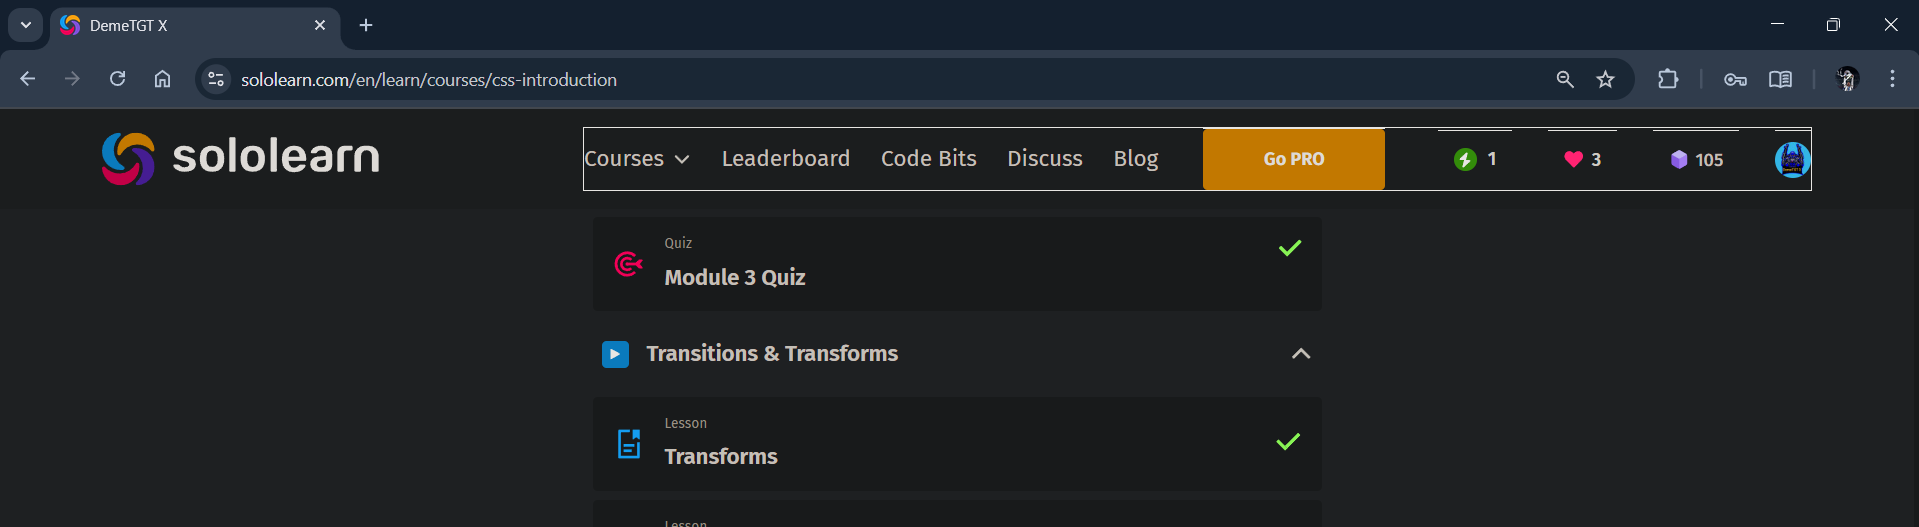 DemeTGT X
sololearn.com/en/learn/courses/css-introduction
sololearn
Courses Leaderboard Code Bits Discuss Blog Go PRO 1 3 105
Quiz
Module 3 Quiz
Transitions & Transforms
Lesson
Transforms
Lesson